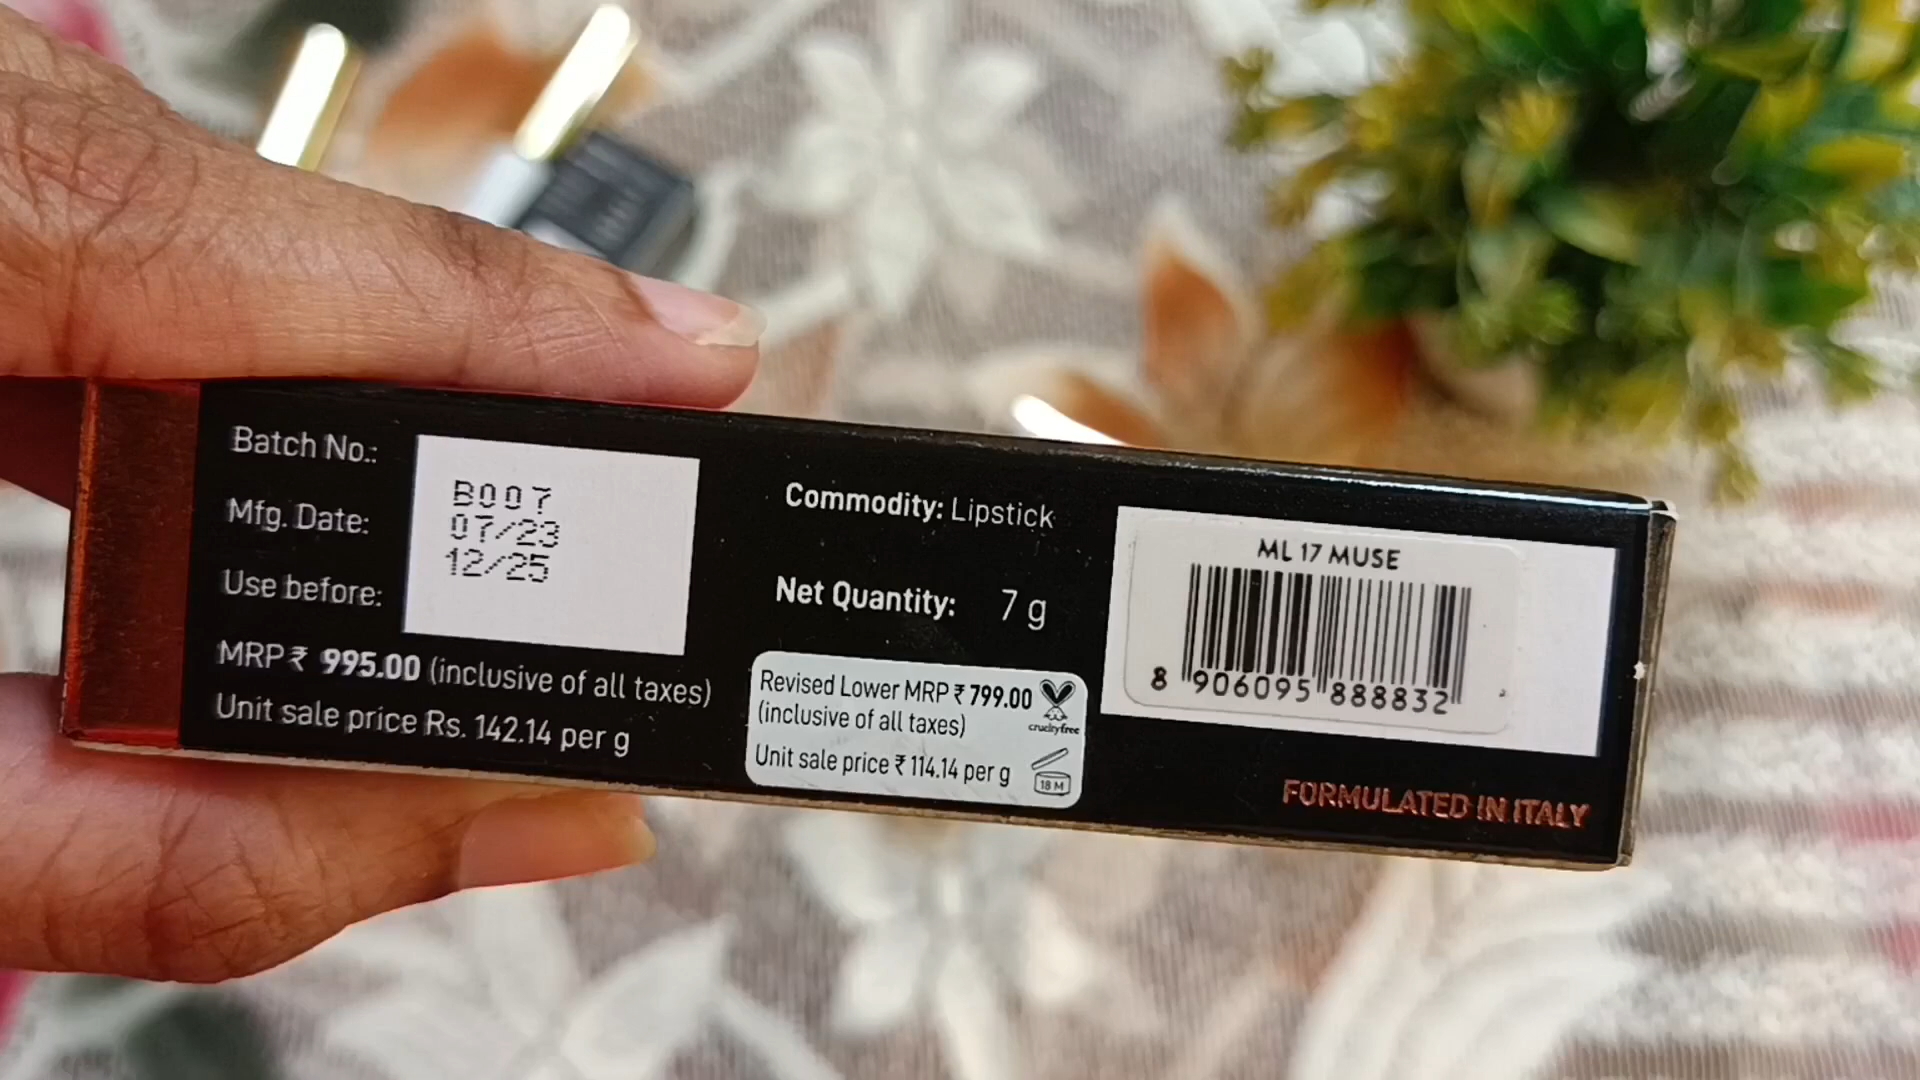 Batch No.:
B007
Mfg. Date:
07/23
Use before:
12/25
MRP ₹ 995.00 (inclusive of all taxes)
Unit sale price Rs. 142.14 per g
Commodity: Lipstick
Net Quantity: 7 g
Revised Lower MRP ₹ 799.00
(inclusive of all taxes)
Unit sale price ₹ 114.14 per g
crueltyfree
18 M
ML 17 MUSE
8 906095 888832
FORMULATED IN ITALY